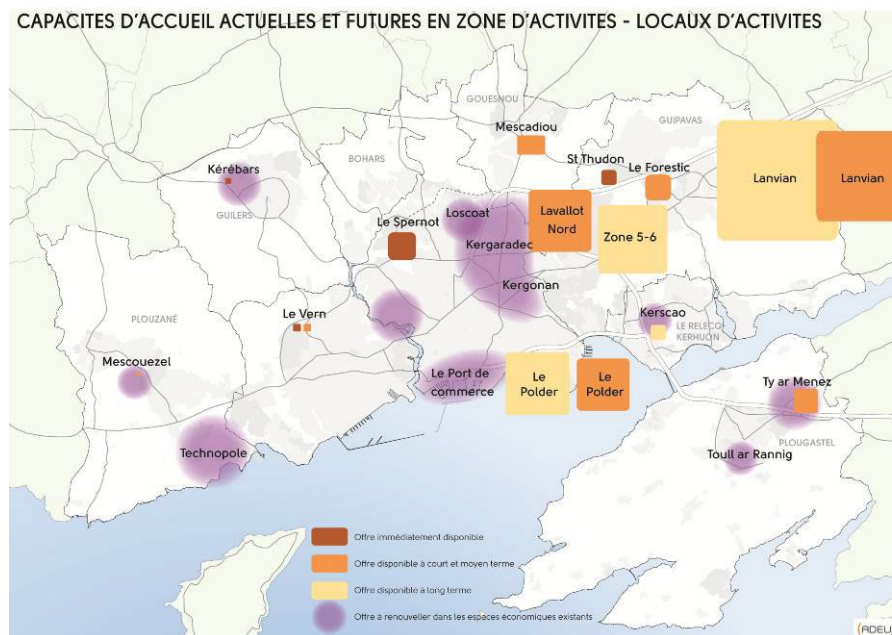 CAPACITES D'ACCUEIL ACTUELLES ET FUTURES EN ZONE D'ACTIVITES - LOCAUX D'ACTIVITES
GOUESNOU
Mescadiou
GUIPAVAS
BOHARS
St Thudon
Le Forestic
Kérébars
GUILERS
Lanvian
Lanvian
Le Spernot
Loscoat
Lavallot
Nord
Zone 5-6
Kergaradec
Kergonan
PLOUZANÉ
Le Vern
Kerscao
LE RELECQ-
KERHUON
Mescouezel
Le Port de
commerce
Le
Polder
Le
Polder
Ty ar Menez
PLOUGASTEL
Technopole
Toull ar Rannig
Offre immédiatement disponible
Offre disponible à court et moyen terme
Offre disponible à long terme
Offre à renouveller dans les espaces économiques existants